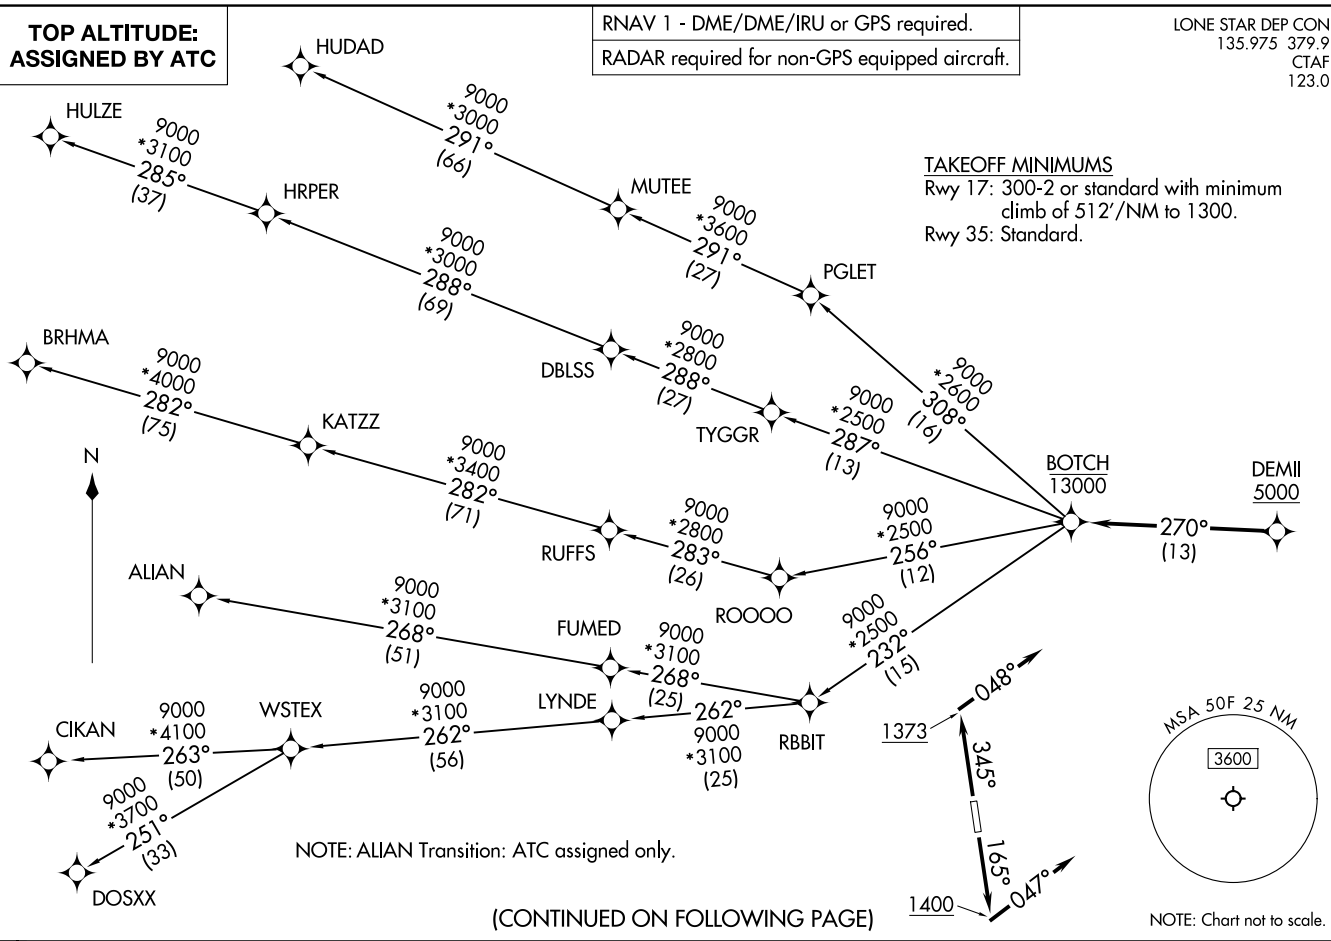 TOP ALTITUDE:
ASSIGNED BY ATC
RNAV 1 - DME/DME/IRU or GPS required.
RADAR required for non-GPS equipped aircraft.
LONE STAR DEP CON
135.975 379.9
CTAF
123.0
HUDAD
9000
*3000
291°
(66)
HULZE
9000
*3100
285°
(37)
HRPER
MUTEE
9000
*3600
291°
(27)
PGLET
TAKEOFF MINIMUMS
Rwy 17: 300-2 or standard with minimum
climb of 512'/NM to 1300.
Rwy 35: Standard.
9000
*3000
288°
(69)
DBLSS
9000
*2800
288°
(27)
TYGGR
9000
*2500
287°
(13)
9000
*2600
308°
(16)
BRHMA
9000
*4000
282°
(75)
KATZZ
9000
*3400
282°
(71)
RUFFS
9000
*2800
283°
(26)
ROOOO
9000
*2500
256°
(12)
BOTCH
13000
DEMII
5000
270°
(13)
N
ALIAN
9000
*3100
268°
(51)
FUMED
9000
*3100
268°
(25)
9000
*2500
232°
(15)
RBBIT
LYNDE
262°
9000
*3100
(25)
WSTEX
9000
*3100
262°
(56)
CIKAN
9000
*4100
263°
(50)
9000
*3700
251°
(33)
DOSXX
1373
048°
345°
165°
1400
047°
MSA 50F 25 NM
3600
NOTE: ALIAN Transition: ATC assigned only.
(CONTINUED ON FOLLOWING PAGE)
NOTE: Chart not to scale.